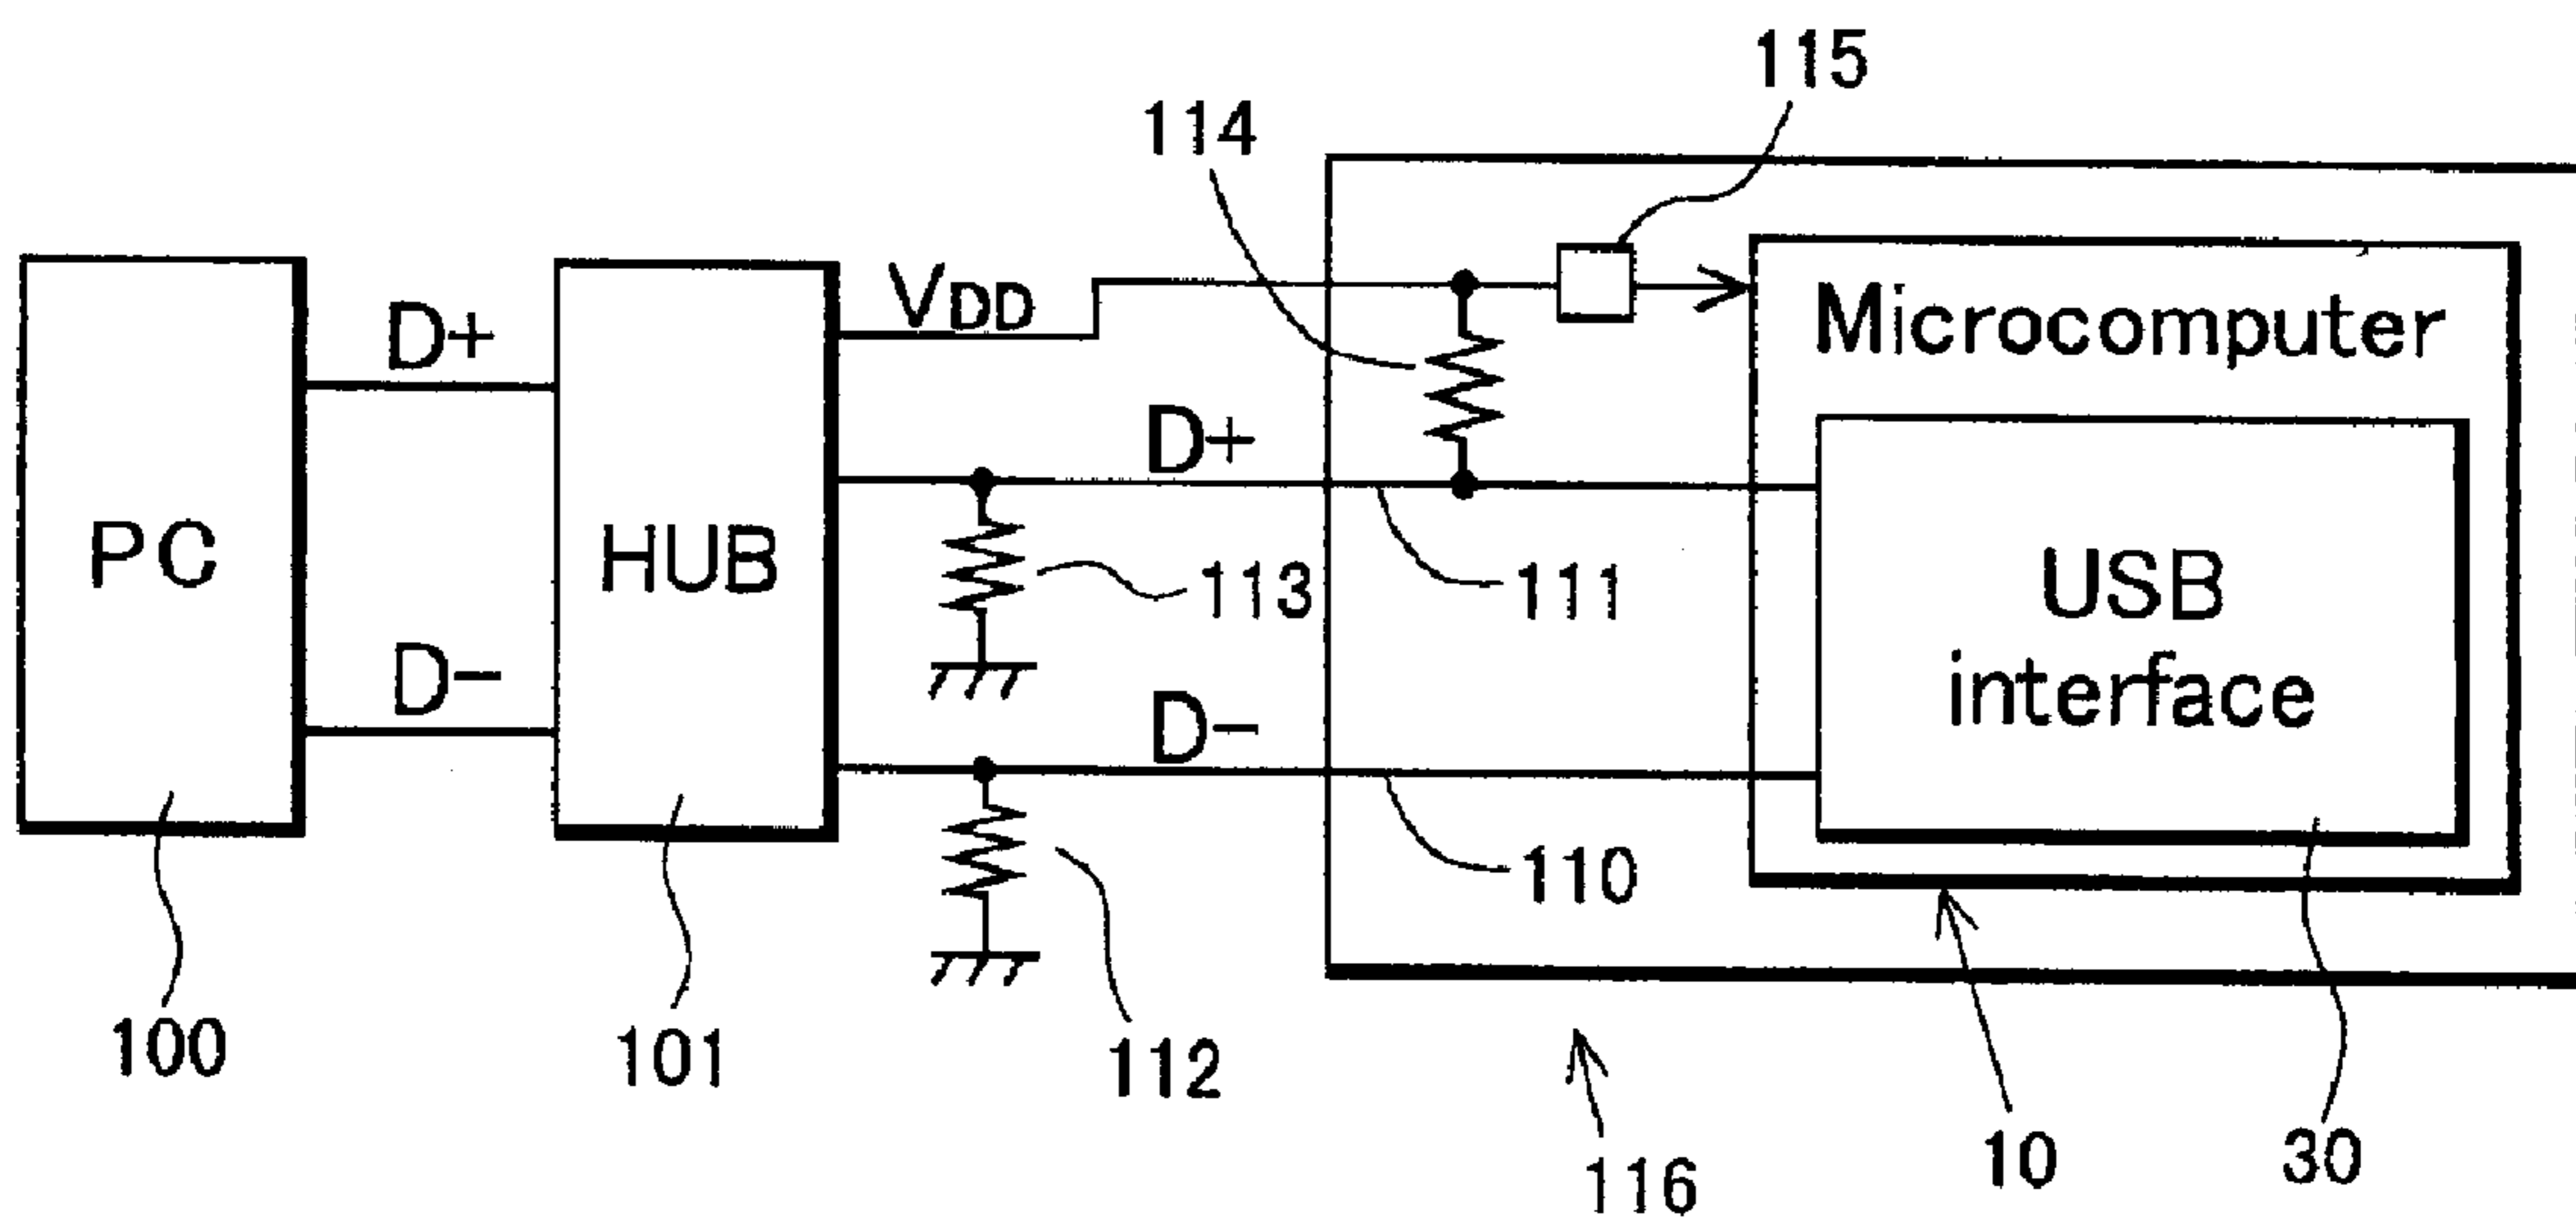 115
114
VDD
D+
Microcomputer
D+
PC
HUB
113
111
USB
interface
D-
D-
110
100
101
112
116
10
30